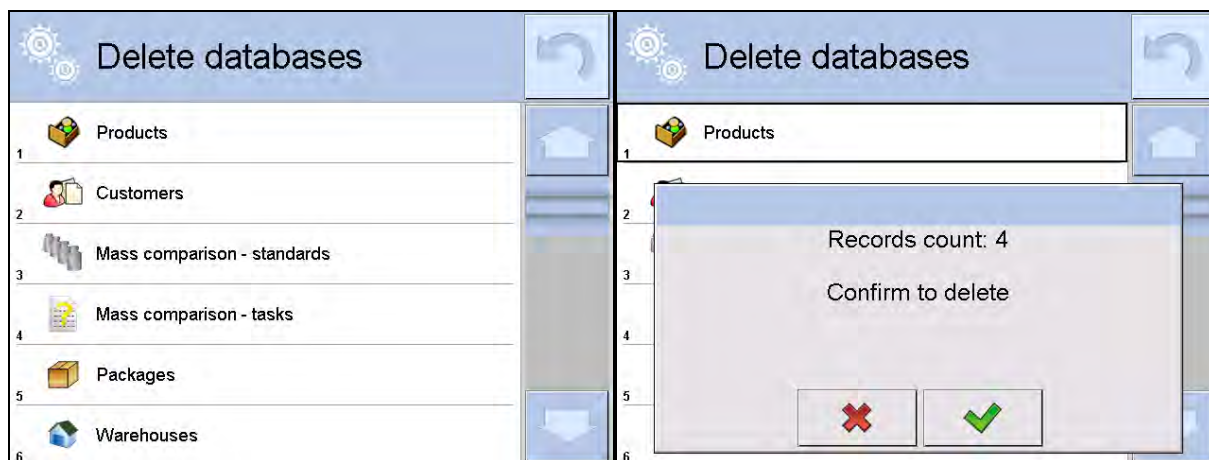 Delete databases
1 Products
2 Customers
3 Mass comparison - standards
4 Mass comparison - tasks
5 Packages
6 Warehouses
Delete databases
1 Products
2
3
4
5
6
Records count: 4
Confirm to delete